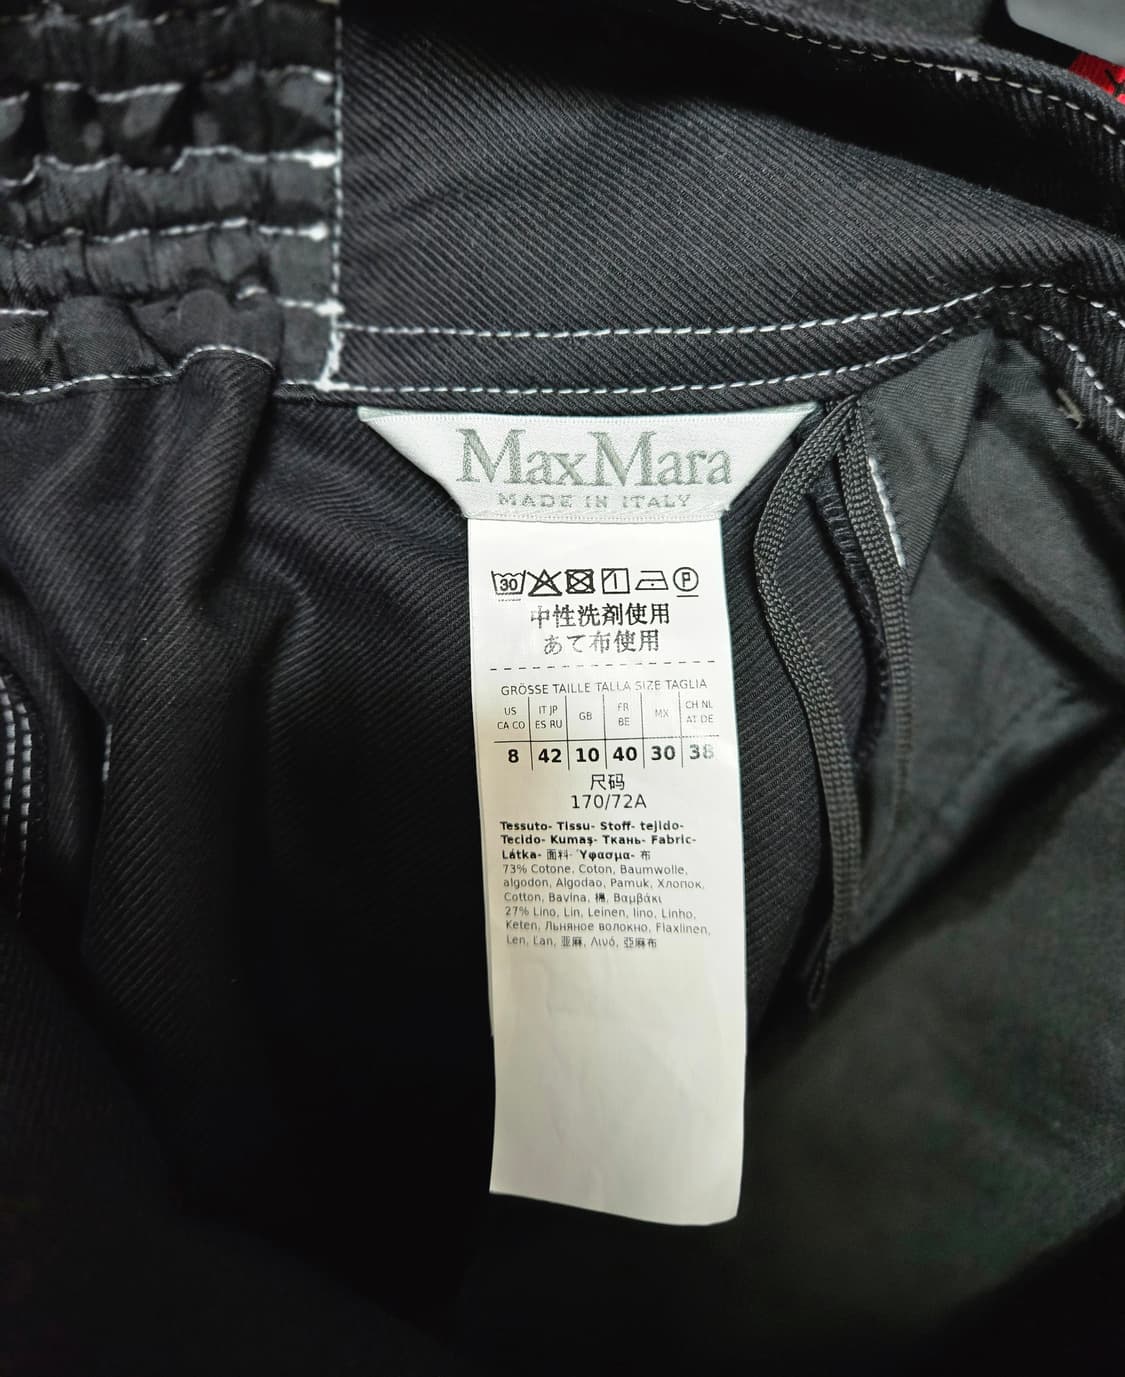 MaxMara
MADE IN ITALY
30 P
中性洗剤使用
あて布使用
GRÖSSE TAILLE TALLA SIZE TAGLIA
US CA CO IT JP ES RU GB FR BE MX CH NL AT DE
8 42 10 40 30 38
尺码
170/72A
Tessuto- Tissu- Stoff- tejido-
Tecido- Kumaş- Ткань- Fabric-
Látka- 面料- Ύφασμα- 布
73% Cotone, Coton, Baumwolle,
algodon, Algodao, Pamuk, Хлопок,
Cotton, Bavlna, 棉, Βαμβάκι
27% Lino, Lin, Leinen, lino, Linho,
Keten, Льняное волокно, Flaxlinen,
Len, Ľan, 亚麻, Λινό, 亞麻布